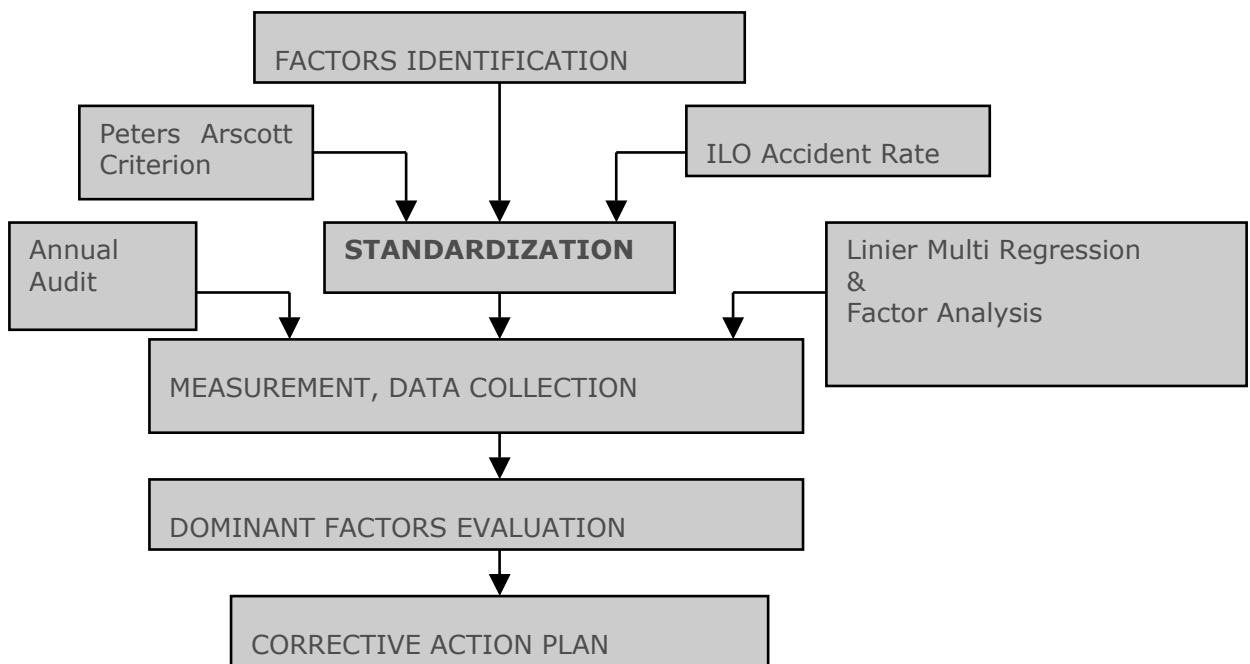 FACTORS IDENTIFICATION
Peters Arscott
Criterion
ILO Accident Rate
Annual
Audit
STANDARDIZATION
Linier Multi Regression
&
Factor Analysis
MEASUREMENT, DATA COLLECTION
DOMINANT FACTORS EVALUATION
CORRECTIVE ACTION PLAN